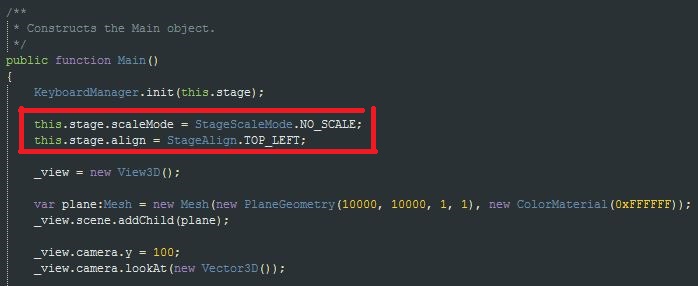 /**
 * Constructs the Main object.
 */
public function Main()
{
    KeyboardManager.init(this.stage);
    this.stage.scaleMode = StageScaleMode.NO_SCALE;
    this.stage.align = StageAlign.TOP_LEFT;
    _view = new View3D();
    var plane:Mesh = new Mesh(new PlaneGeometry(10000, 10000, 1, 1), new ColorMaterial(0xFFFFFF));
    _view.scene.addChild(plane);
    _view.camera.y = 100;
    _view.camera.lookAt(new Vector3D());